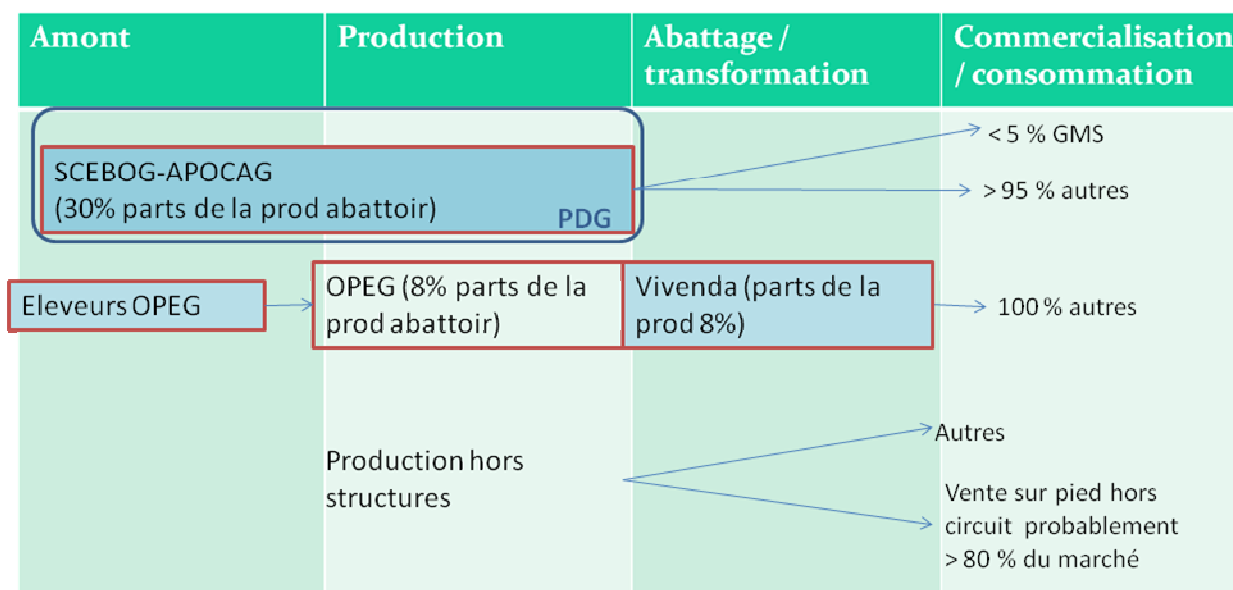 Amont
Production
Abattage /
transformation
Commercialisation
/ consommation
SCEBOG-APOCAG
(30% parts de la prod abattoir)
PDG
< 5 % GMS
> 95 % autres
Eleveurs OPEG
OPEG (8% parts de la
prod abattoir)
Vivenda (parts de la
prod 8%)
100 % autres
Production hors
structures
Autres
Vente sur pied hors
circuit probablement
> 80 % du marché